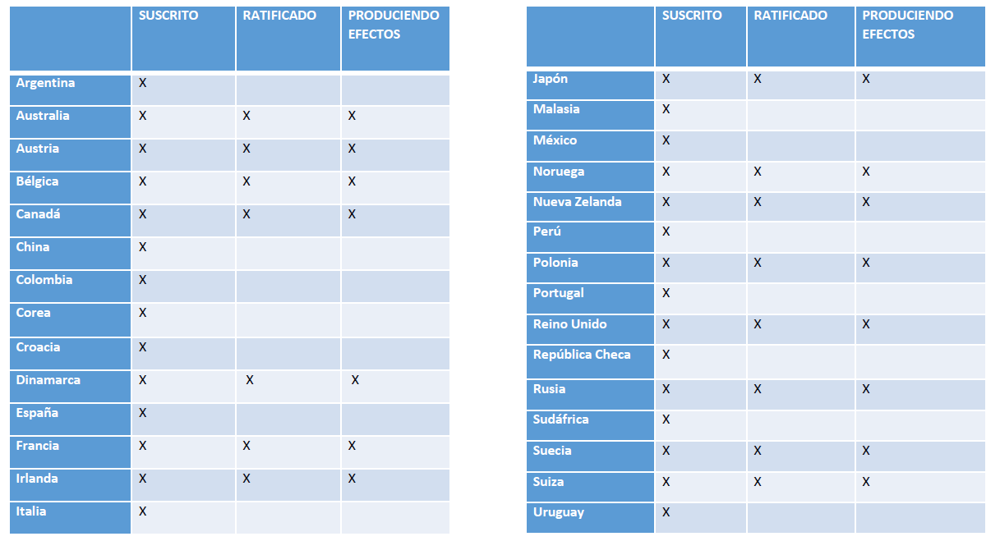 SUSCRITO RATIFICADO PRODUCIENDO
EFECTOS
Argentina X
Australia X X X
Austria X X X
Bélgica X X X
Canadá X X X
China X
Colombia X
Corea X
Croacia X
Dinamarca X X X
España X
Francia X X X
Irlanda X X X
Italia X
SUSCRITO RATIFICADO PRODUCIENDO
EFECTOS
Japón X X X
Malasia X
México X
Noruega X X X
Nueva Zelanda X X X
Perú X
Polonia X X X
Portugal X
Reino Unido X X X
República Checa X
Rusia X X X
Sudáfrica X
Suecia X X X
Suiza X X X
Uruguay X